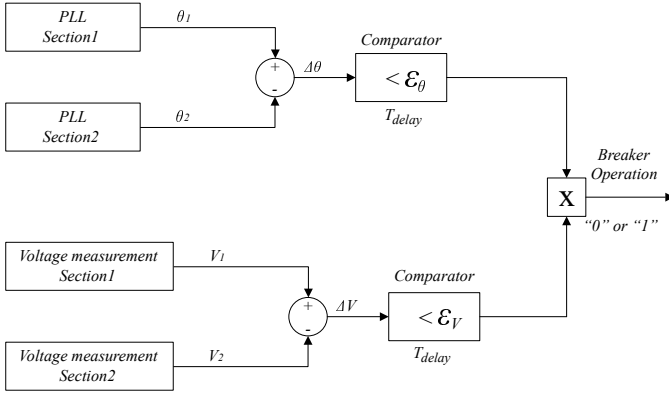 PLL
Section1
θ1
Comparator
+
-
Δθ
< εθ
Tdelay
PLL
Section2
θ2
Breaker
Operation
X
“0” or “1”
Voltage measurement
Section1
V1
Comparator
+
-
ΔV
< εV
Tdelay
Voltage measurement
Section2
V2